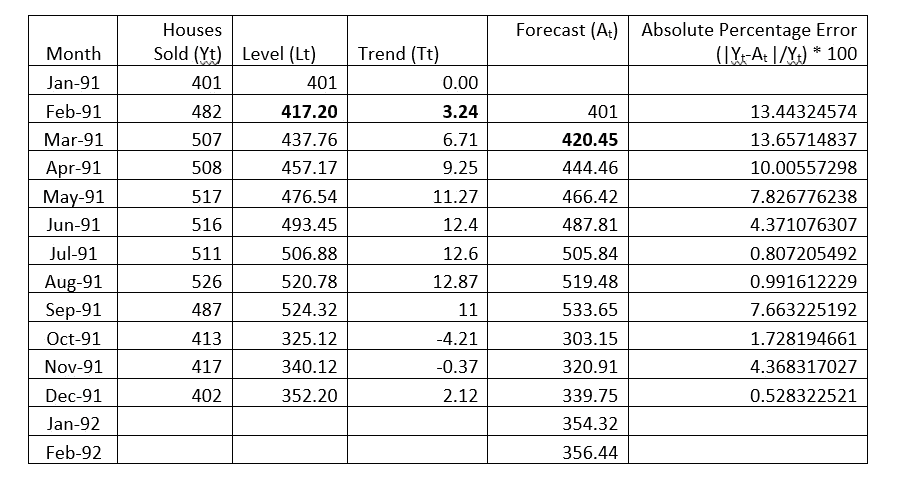 Month Houses Sold (Yt) Level (Lt) Trend (Tt) Forecast (At) Absolute Percentage Error (|Yt-At |/Yt) * 100
Jan-91 401 401 0.00
Feb-91 482 417.20 3.24 401 13.44324574
Mar-91 507 437.76 6.71 420.45 13.65714837
Apr-91 508 457.17 9.25 444.46 10.00557298
May-91 517 476.54 11.27 466.42 7.826776238
Jun-91 516 493.45 12.4 487.81 4.371076307
Jul-91 511 506.88 12.6 505.84 0.807205492
Aug-91 526 520.78 12.87 519.48 0.991612229
Sep-91 487 524.32 11 533.65 7.663225192
Oct-91 413 325.12 -4.21 303.15 1.728194661
Nov-91 417 340.12 -0.37 320.91 4.368317027
Dec-91 402 352.20 2.12 339.75 0.528322521
Jan-92 354.32
Feb-92 356.44